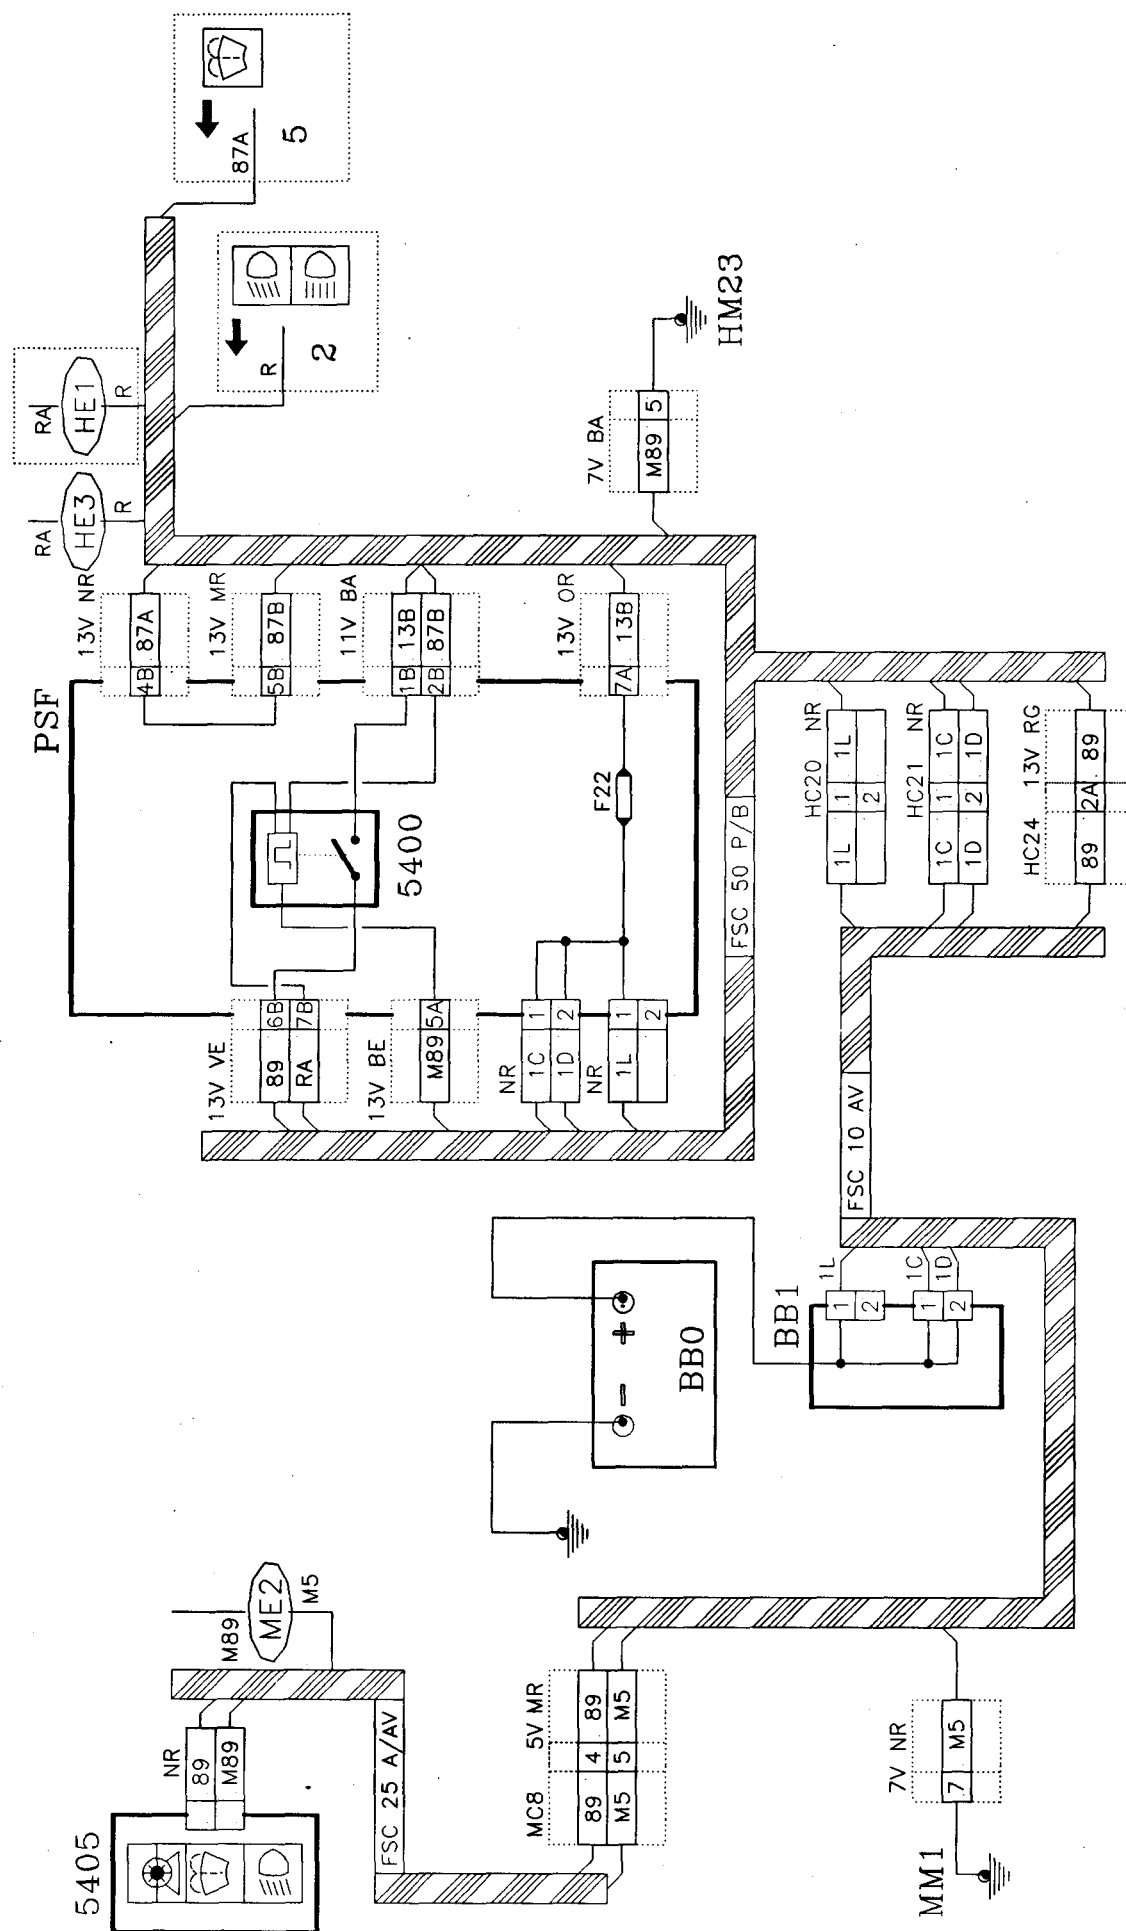 5405
NR
89
M89
M89
ME2
M5
FSC 25 A/AV
MC8 5V MR
89 4 89
M5 5 M5
MM1
7V NR
7 M5
BB0
+
-
BB1
1
2
1
2
1L
1C
1D
FSC 10 AV
PSF
13V VE
89 6B
RA 7B
13V BE
M89 5A
NR
1C 1
1D 2
NR
1L 1
2
5400
F22
13V NR
4B 87A
13V MR
5B 87B
11V BA
1B 13B
2B 87B
13V OR
7A 13B
FSC 50 P/B
HC20 NR
1L 1 1L
2
HC21 NR
1C 1 1C
1D 2 1D
HC24 13V RG
89 2A 89
RA
HE3
R
RA
HE1
R
R
2
87A
5
7V BA
M89 5
HM23